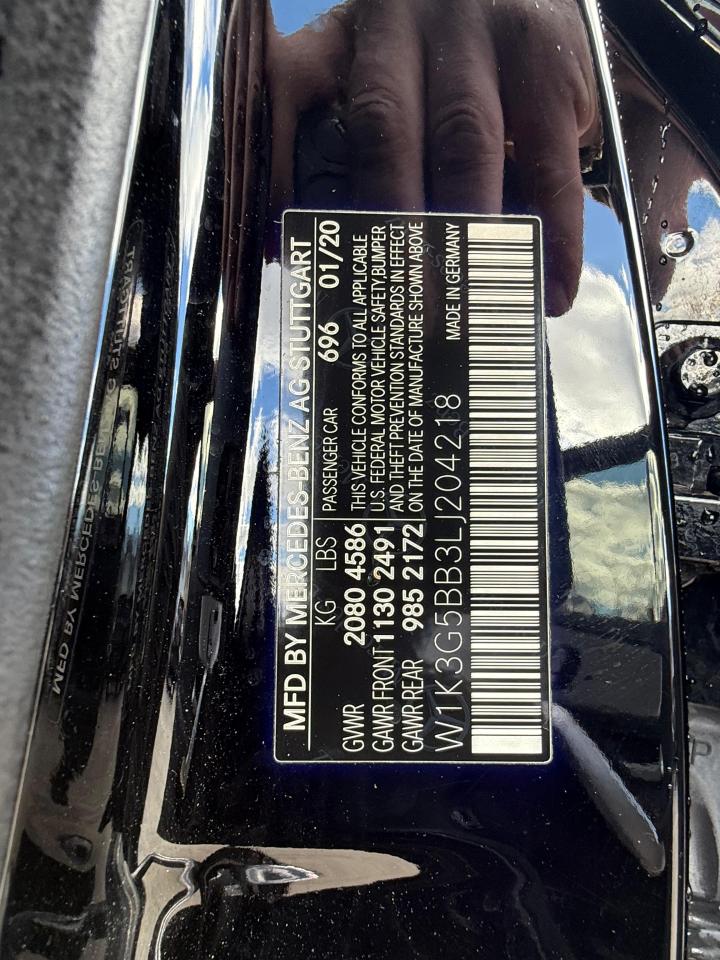 MFD BY MERCEDES-BENZ AG STUTTGART
KG LBS
GVWR 2080 4586
GAWR FRONT 1130 2491
GAWR REAR 985 2172
PASSENGER CAR 696 01/20
THIS VEHICLE CONFORMS TO ALL APPLICABLE
U.S. FEDERAL MOTOR VEHICLE SAFETY,BUMPER
AND THEFT PREVENTION STANDARDS IN EFFECT
ON THE DATE OF MANUFACTURE SHOWN ABOVE
W1K3G5BB3LJ204218
MADE IN GERMANY